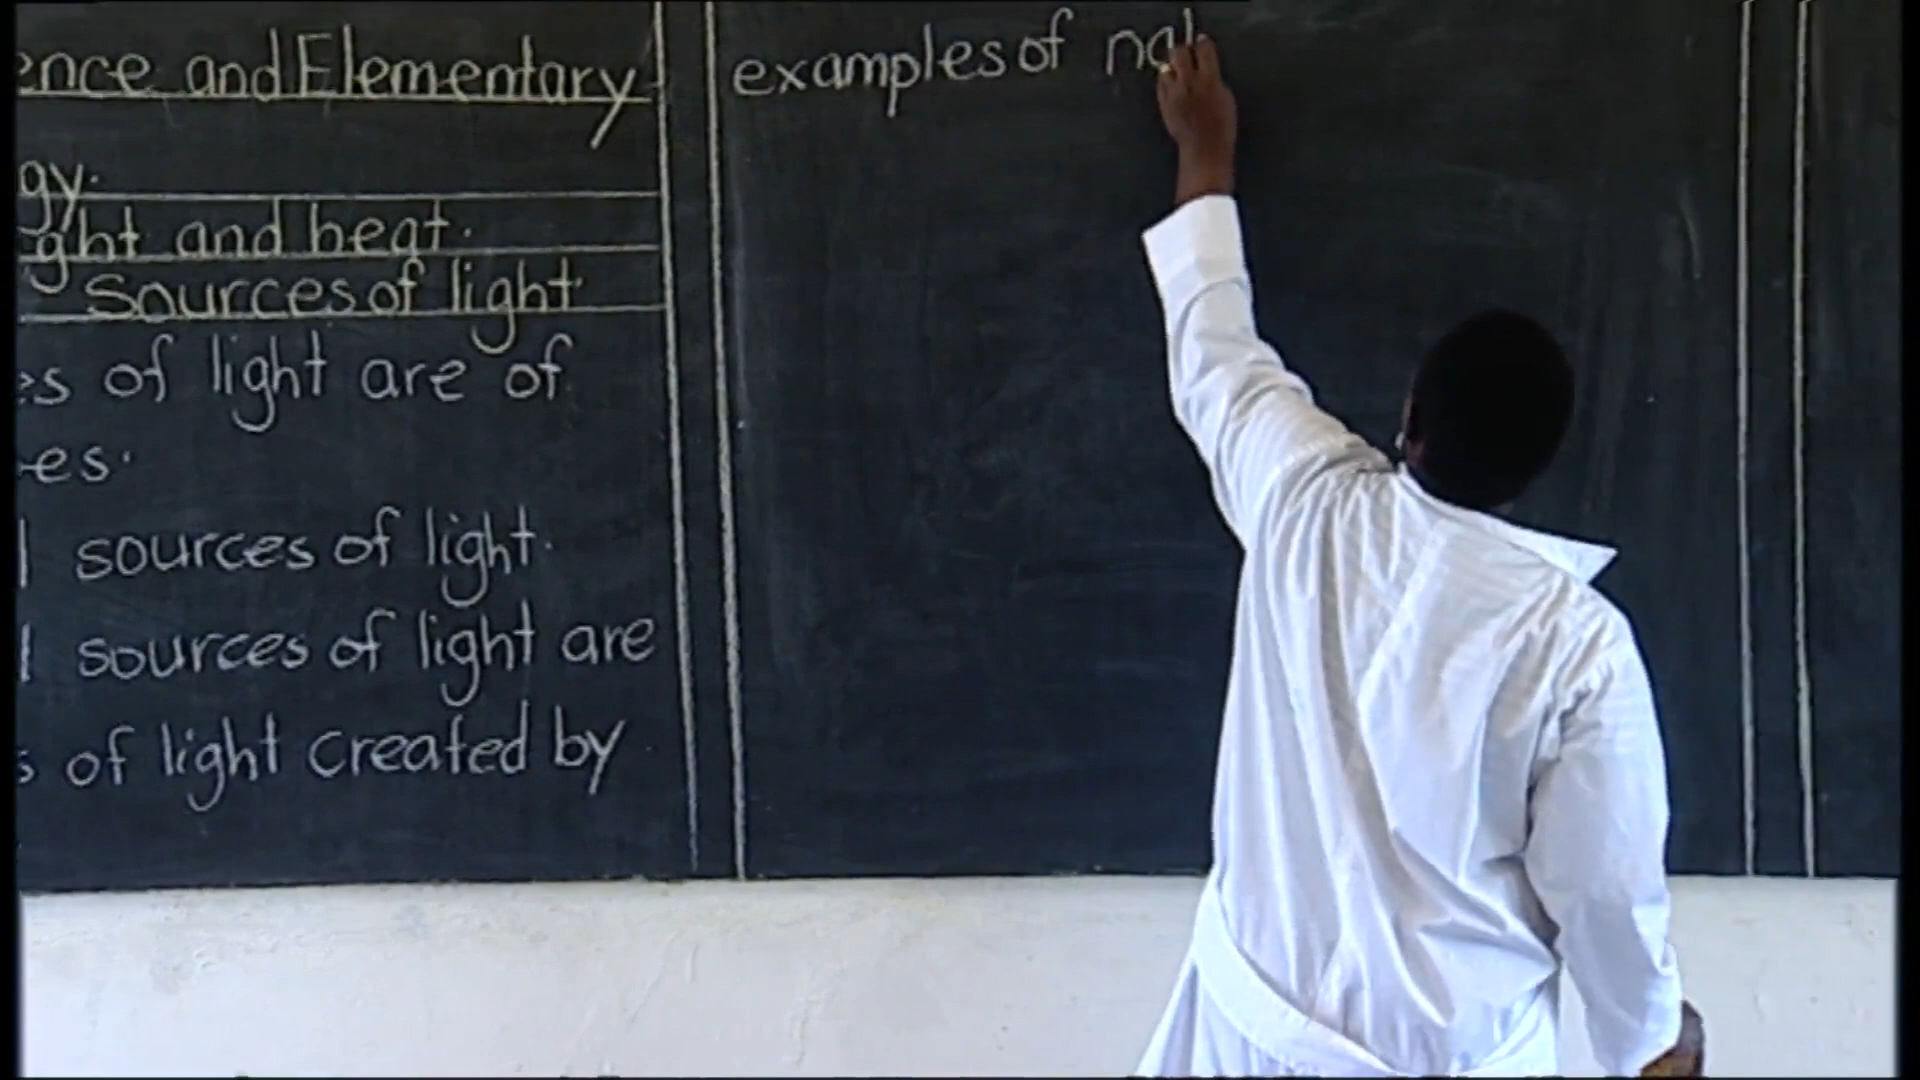 ence and Elementary
gy.
ght and heat.
Sources of light
es of light are of
es.
l sources of light.
l sources of light are
s of light created by
examples of nat